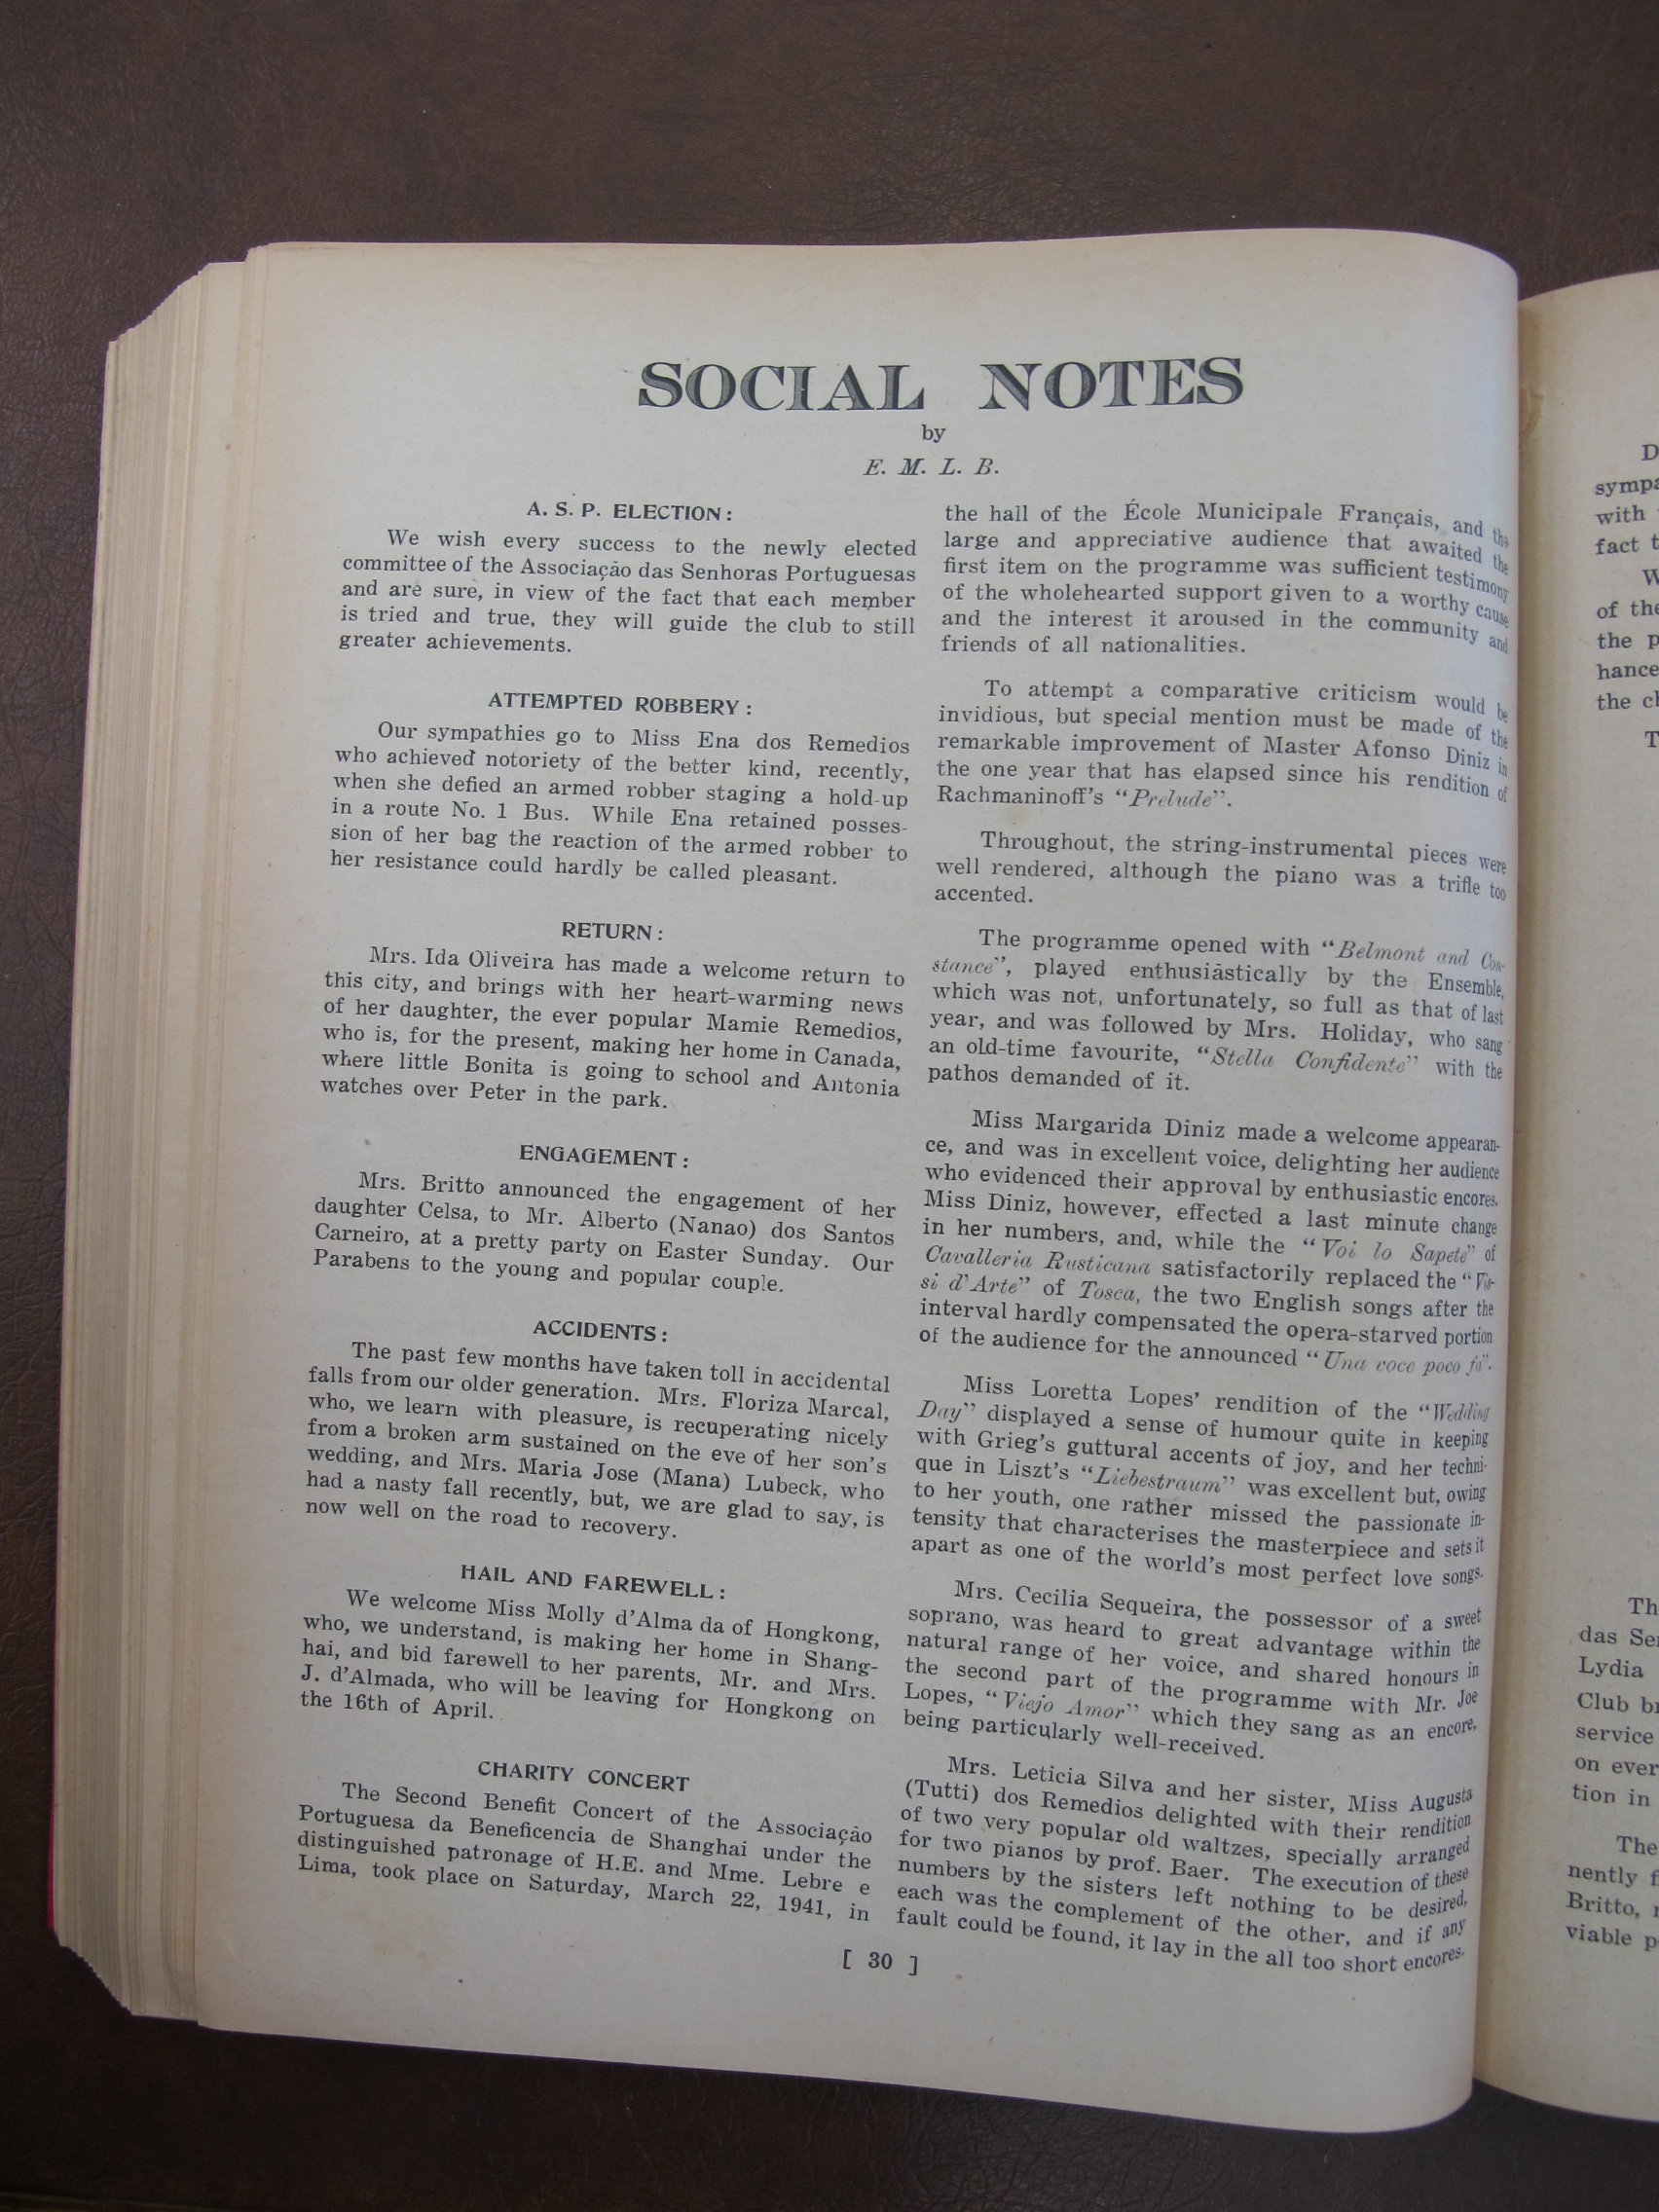 SOCIAL NOTES
by
E. M. L. B.
A. S. P. ELECTION:
We wish every success to the newly elected
committee of the Associação das Senhoras Portuguesas
and are sure, in view of the fact that each member
is tried and true, they will guide the club to still
greater achievements.
ATTEMPTED ROBBERY:
Our sympathies go to Miss Ena dos Remedios
who achieved notoriety of the better kind, recently,
when she defied an armed robber staging a hold-up
in a route No. 1 Bus. While Ena retained posses-
sion of her bag the reaction of the armed robber to
her resistance could hardly be called pleasant.
RETURN:
Mrs. Ida Oliveira has made a welcome return to
this city, and brings with her heart-warming news
of her daughter, the ever popular Mamie Remedios,
who is, for the present, making her home in Canada,
where little Bonita is going to school and Antonia
watches over Peter in the park.
ENGAGEMENT:
Mrs. Britto announced the engagement of her
daughter Celsa, to Mr. Alberto (Nanao) dos Santos
Carneiro, at a pretty party on Easter Sunday. Our
Parabens to the young and popular couple.
ACCIDENTS:
The past few months have taken toll in accidental
falls from our older generation. Mrs. Floriza Marcal,
who, we learn with pleasure, is recuperating nicely
from a broken arm sustained on the eve of her son's
wedding, and Mrs. Maria Jose (Mana) Lubeck, who
had a nasty fall recently, but, we are glad to say, is
now well on the road to recovery.
HAIL AND FAREWELL:
We welcome Miss Molly d'Alma da of Hongkong,
who, we understand, is making her home in Shang-
hai, and bid farewell to her parents, Mr. and Mrs.
J. d'Almada, who will be leaving for Hongkong on
the 16th of April.
CHARITY CONCERT
The Second Benefit Concert of the Associação
Portuguesa da Beneficencia de Shanghai under the
distinguished patronage of H.E. and Mme. Lebre e
Lima, took place on Saturday, March 22, 1941, in
the hall of the École Municipale Français, and the
large and appreciative audience that awaited the
first item on the programme was sufficient testimony
of the wholehearted support given to a worthy cause
and the interest it aroused in the community and
friends of all nationalities.
To attempt a comparative criticism would be
invidious, but special mention must be made of the
remarkable improvement of Master Afonso Diniz in
the one year that has elapsed since his rendition of
Rachmaninoff's "Prelude".
Throughout, the string-instrumental pieces were
well rendered, although the piano was a trifle too
accented.
The programme opened with "Belmont and Con-
stance", played enthusiastically by the Ensemble,
which was not, unfortunately, so full as that of last
year, and was followed by Mrs. Holiday, who sang
an old-time favourite, "Stella Confidente" with the
pathos demanded of it.
Miss Margarida Diniz made a welcome appearan-
ce, and was in excellent voice, delighting her audience
who evidenced their approval by enthusiastic encores.
Miss Diniz, however, effected a last minute change
in her numbers, and, while the "Voi lo Sapete" of
Cavalleria Rusticana satisfactorily replaced the "Vis-
si d'Arte" of Tosca, the two English songs after the
interval hardly compensated the opera-starved portion
of the audience for the announced "Una voce poco fa".
Miss Loretta Lopes' rendition of the "Wedding
Day" displayed a sense of humour quite in keeping
with Grieg's guttural accents of joy, and her techni-
que in Liszt's "Liebestraum" was excellent but, owing
to her youth, one rather missed the passionate in-
tensity that characterises the masterpiece and sets it
apart as one of the world's most perfect love songs.
Mrs. Cecilia Sequeira, the possessor of a sweet
soprano, was heard to great advantage within the
natural range of her voice, and shared honours in
the second part of the programme with Mr. Joe
Lopes, "Viejo Amor" which they sang as an encore,
being particularly well-received.
Mrs. Leticia Silva and her sister, Miss Augusta
(Tutti) dos Remedios delighted with their rendition
of two very popular old waltzes, specially arranged
for two pianos by prof. Baer. The execution of these
numbers by the sisters left nothing to be desired,
each was the complement of the other, and if any
fault could be found, it lay in the all too short encores.
[ 30 ]
D
sympa
with
fact t
W
of the
the p
hance
the ch
T
Th
das Se
Lydia
Club b
service
on ever
tion in
The
nently f
Britto,
viable p